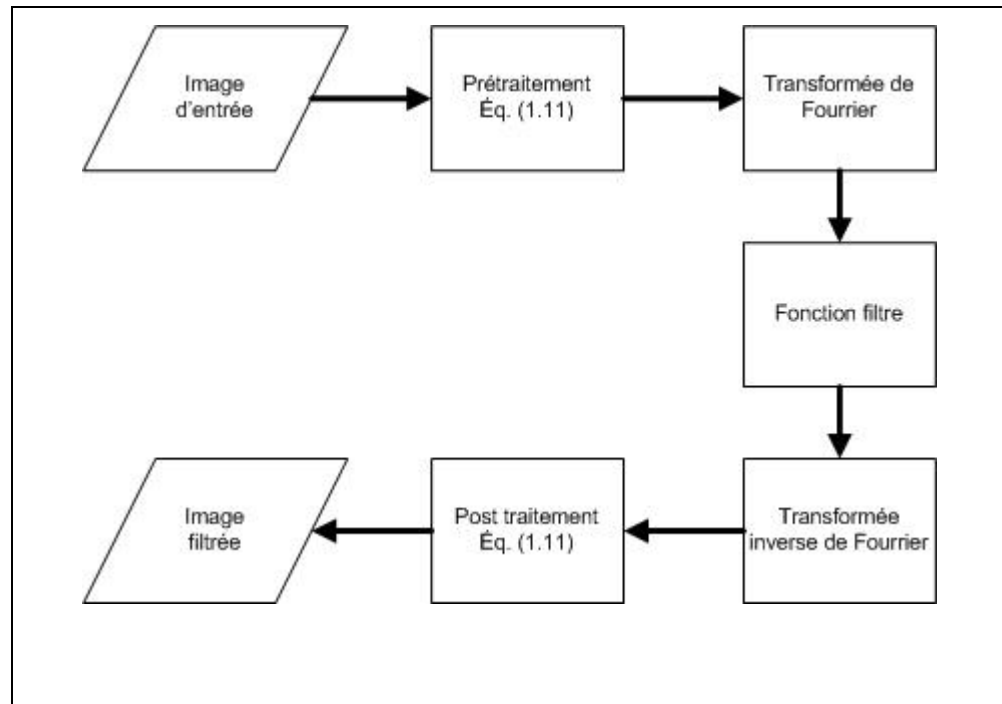 Image
d'entrée
Prétraitement
Éq. (1.11)
Transformée de
Fourrier
Fonction filtre
Transformée
inverse de Fourrier
Post traitement
Éq. (1.11)
Image
filtrée